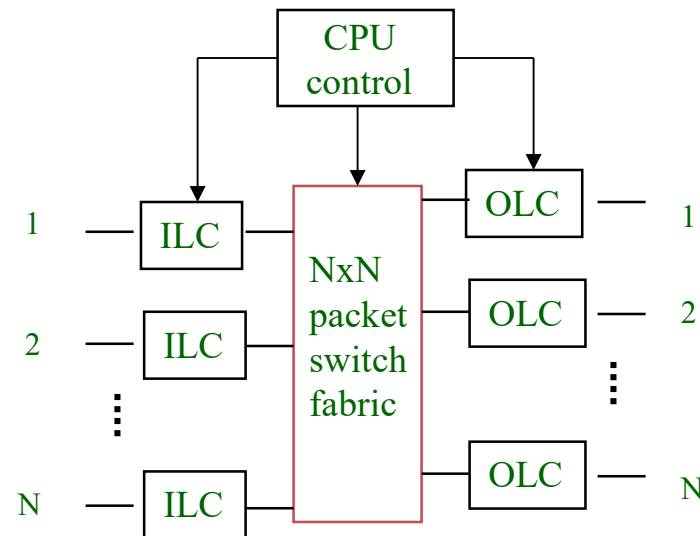 CPU
control
1
ILC
OLC
1
NxN
packet
switch
fabric
2
ILC
OLC
2
N
ILC
OLC
N